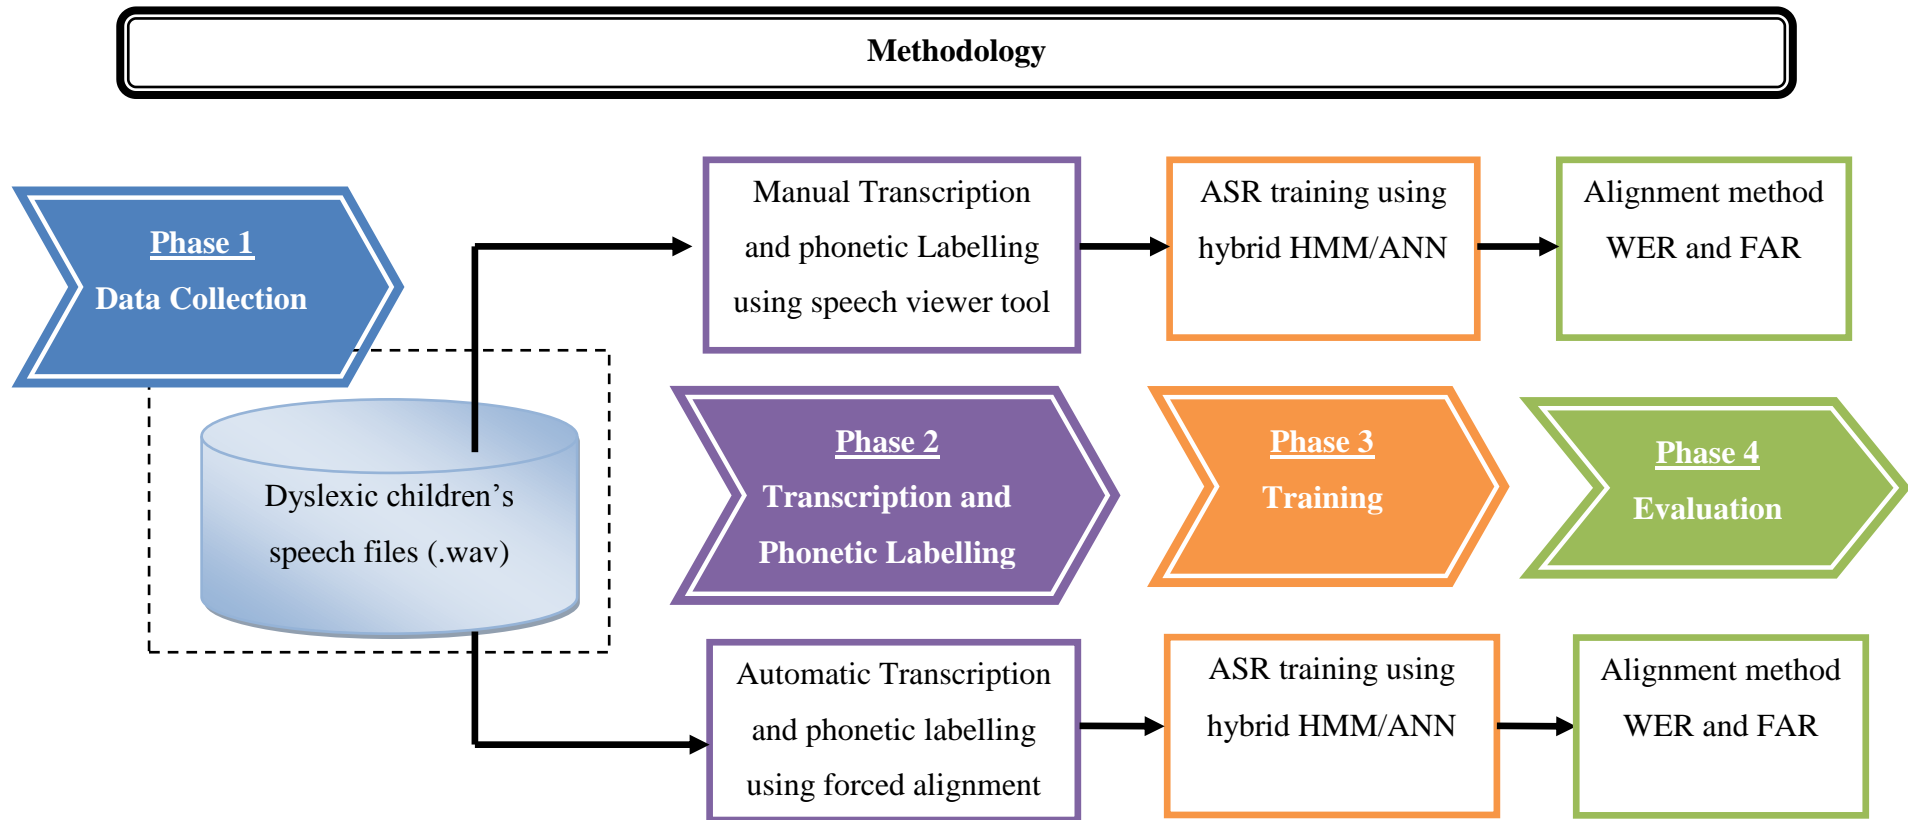 Methodology
Phase 1
Data Collection
Dyslexic children’s
speech files (.wav)
Manual Transcription
and phonetic Labelling
using speech viewer tool
ASR training using
hybrid HMM/ANN
Alignment method
WER and FAR
Phase 2
Transcription and
Phonetic Labelling
Phase 3
Training
Phase 4
Evaluation
Automatic Transcription
and phonetic labelling
using forced alignment
ASR training using
hybrid HMM/ANN
Alignment method
WER and FAR